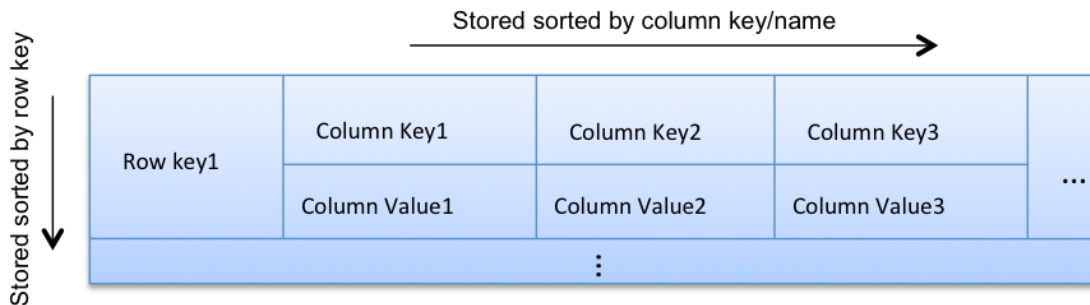 Stored sorted by column key/name
Stored sorted by row key
Row key1
Column Key1
Column Key2
Column Key3
...
Column Value1
Column Value2
Column Value3
⋮